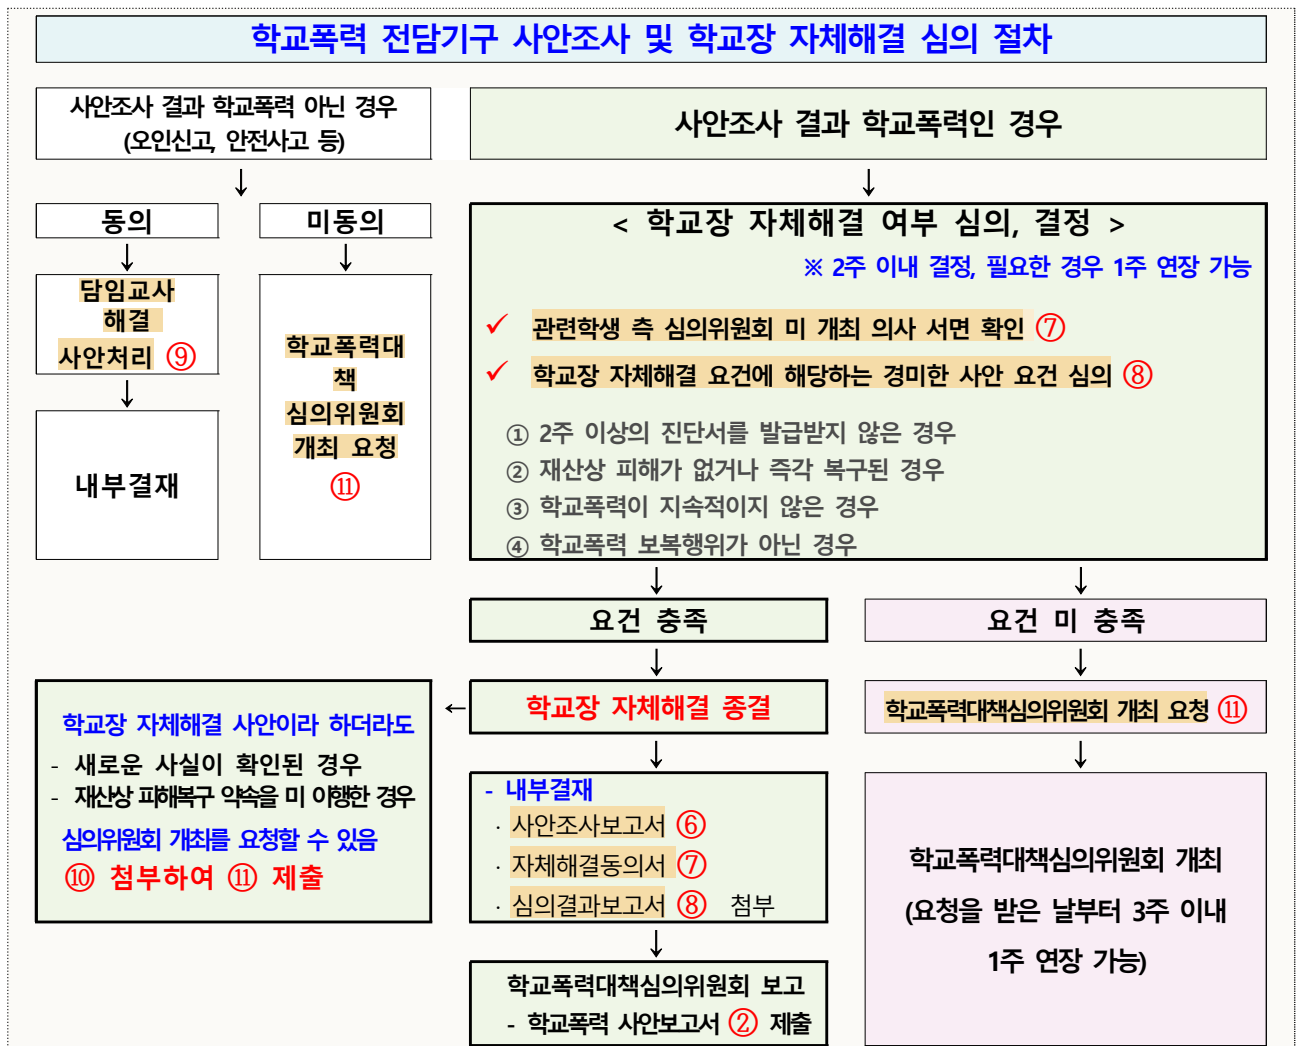 학교폭력 전담기구 사안조사 및 학교장 자체해결 심의 절차
사안조사 결과 학교폭력 아닌 경우
(오인신고, 안전사고 등)
사안조사 결과 학교폭력인 경우
↓
↓
동의
미동의
↓
↓
담임교사
해결
사안처리 ⑨
↓
내부결재
학교폭력대
책
심의위원회
개최 요청
⑪
< 학교장 자체해결 여부 심의, 결정 >
※ 2주 이내 결정, 필요한 경우 1주 연장 가능
✓ 관련학생 측 심의위원회 미 개최 의사 서면 확인 ⑦
✓ 학교장 자체해결 요건에 해당하는 경미한 사안 요건 심의 ⑧
① 2주 이상의 진단서를 발급받지 않은 경우
② 재산상 피해가 없거나 즉각 복구된 경우
③ 학교폭력이 지속적이지 않은 경우
④ 학교폭력 보복행위가 아닌 경우
↓
↓
요건 충족
요건 미 충족
↓
↓
학교장 자체해결 사안이라 하더라도
- 새로운 사실이 확인된 경우
- 재산상 피해복구 약속을 미 이행한 경우
심의위원회 개최를 요청할 수 있음
⑩ 첨부하여 ⑪ 제출
←
학교장 자체해결 종결
학교폭력대책심의위원회 개최 요청 ⑪
↓
↓
- 내부결재
· 사안조사보고서 ⑥
· 자체해결동의서 ⑦
· 심의결과보고서 ⑧ 첨부
↓
학교폭력대책심의위원회 보고
- 학교폭력 사안보고서 ② 제출
학교폭력대책심의위원회 개최
(요청을 받은 날부터 3주 이내
1주 연장 가능)